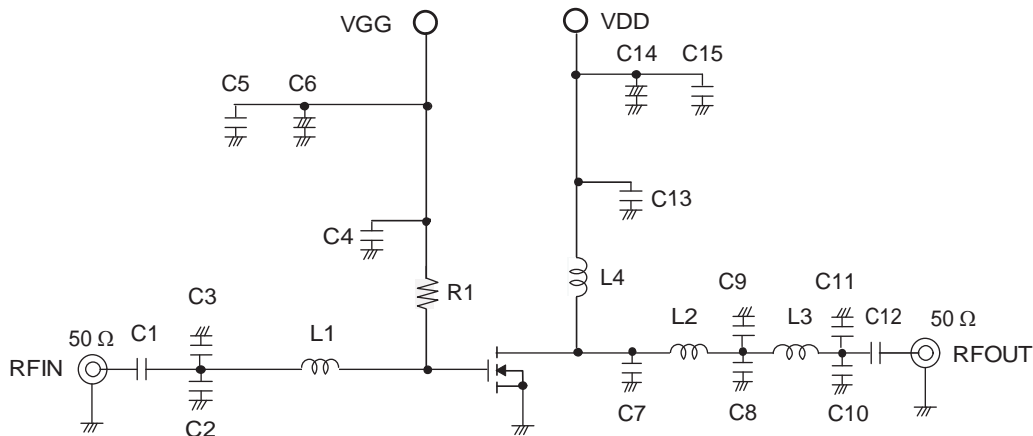 VGG
VDD
C5
C6
C14
C15
C4
C13
R1
L4
C3
C9
C11
50 Ω
C1
L1
L2
L3
C12
50 Ω
RFIN
RFOUT
C2
C7
C8
C10